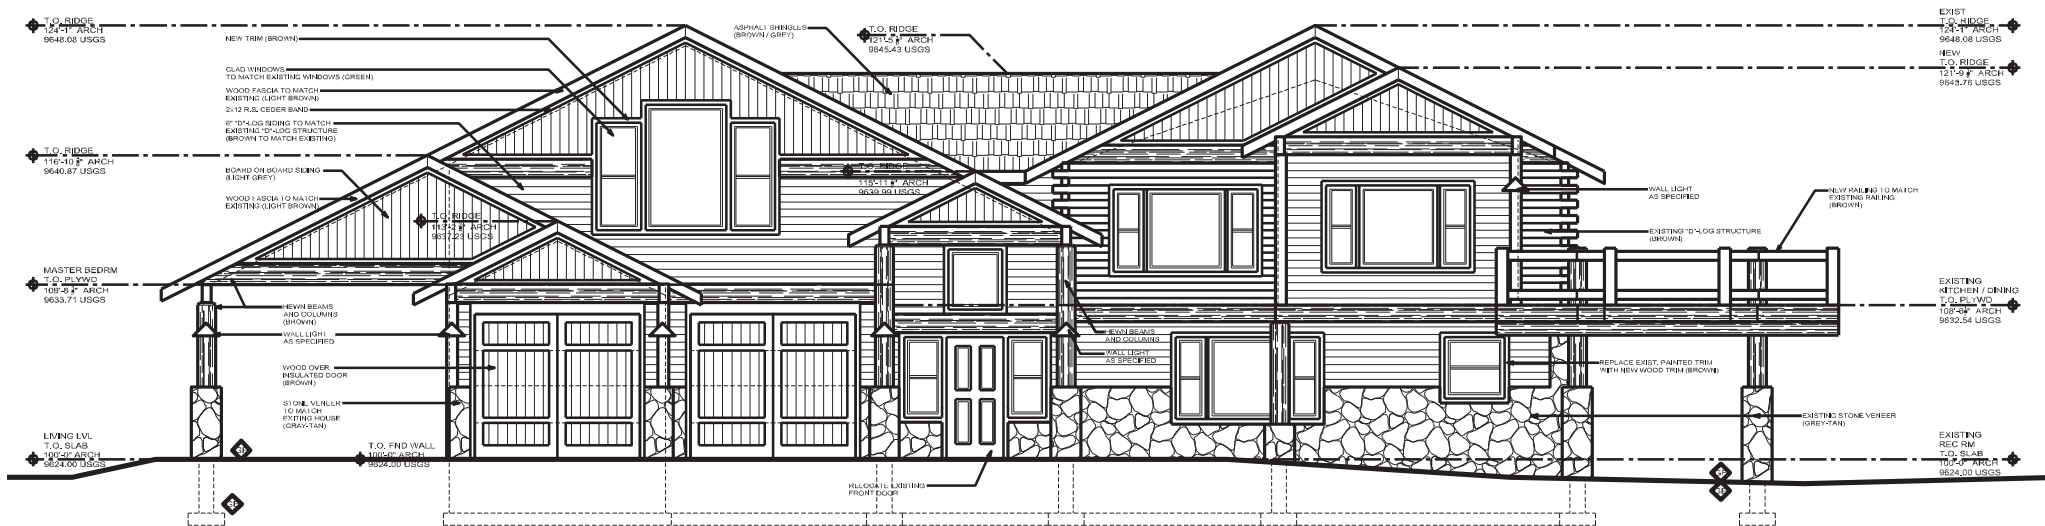 T.O. RIDGE
124'-1" ARCH
9648.08 USGS
NEW TRIM (BROWN)
CLAD WINDOWS
TO MATCH EXISTING WINDOWS (GREEN)
WOOD FASCIA TO MATCH
EXISTING (LIGHT BROWN)
2x12 R.S. CEDER BAND
6" "D"-LOG SIDING TO MATCH
EXISTING "D"-LOG STRUCTURE
(BROWN TO MATCH EXISTING)
T.O. RIDGE
ARCH
9640.87 USGS
BOARD ON BOARD SIDING
(LIGHT GREY)
WOOD FASCIA TO MATCH
EXISTING (LIGHT BROWN)
T.O. RIDGE
ARCH
9637.23 USGS
MASTER BEDRM
T.O. PLYWD
ARCH
9633.71 USGS
HEWN BEAMS
AND COLUMNS
(BROWN)
WALL LIGHT
AS SPECIFIED
WOOD OVER
INSULATED DOOR
(BROWN)
STONE VENEER
TO MATCH
EXITING HOUSE
(GRAY-TAN)
LIVING LVL
T.O. SLAB
100'-0" ARCH
9624.00 USGS
T.O. FND WALL
100'-0" ARCH
9624.00 USGS
ASPHALT SHINGLES
(BROWN / GREY)
T.O. RIDGE
ARCH
9645.43 USGS
T.O. RIDGE
ARCH
9639.99 USGS
HEWN BEAMS
AND COLUMNS
WALL LIGHT
AS SPECIFIED
RELOCATE EXISTING
FRONT DOOR
EXIST
T.O. RIDGE
124'-1" ARCH
9648.08 USGS
NEW
T.O. RIDGE
ARCH
9645.76 USGS
WALL LIGHT
AS SPECIFIED
NEW RAILING TO MATCH
EXISTING RAILING
(BROWN)
EXISTING "D"-LOG STRUCTURE
(BROWN)
EXISTING
KITCHEN / DINING
T.O. PLYWD
ARCH
9632.54 USGS
REPLACE EXIST. PAINTED TRIM
WITH NEW WOOD TRIM (BROWN)
EXISTING STONE VENEER
(GREY-TAN)
EXISTING
REC RM
T.O. SLAB
100'-0" ARCH
9624.00 USGS